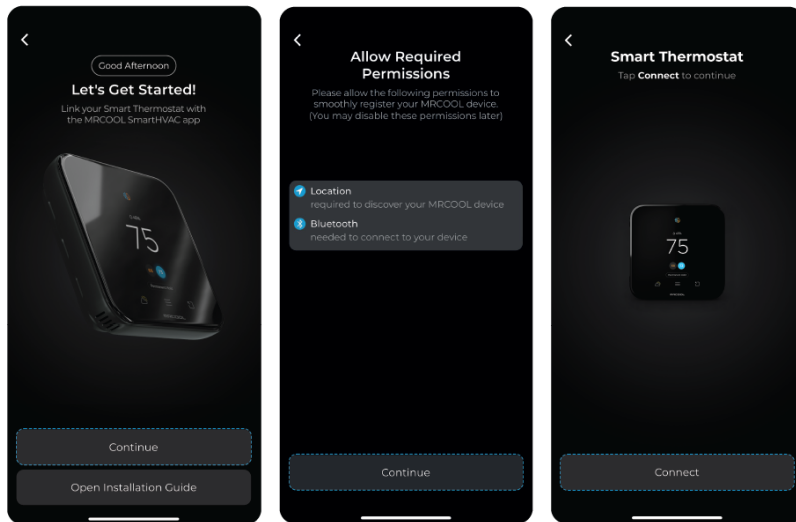 Good Afternoon
Let's Get Started!
Link your Smart Thermostat with
the MRCOOL SmartHVAC app
75
Continue
Open Installation Guide
Allow Required
Permissions
Please allow the following permissions to
smoothly register your MRCOOL device.
(You may disable these permissions later)
Location
required to discover your MRCOOL device
Bluetooth
needed to connect to your device
Continue
Smart Thermostat
Tap Connect to continue
75
Connect